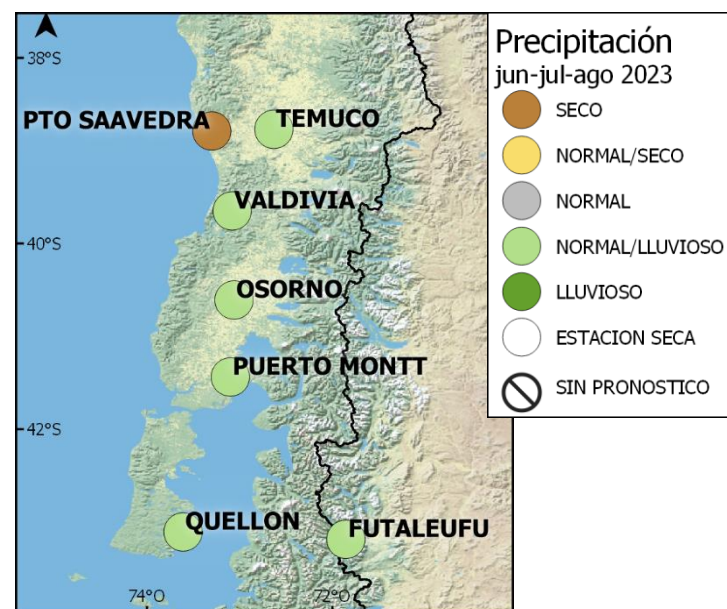 Precipitación
jun-jul-ago 2023
SECO
NORMAL/SECO
NORMAL
NORMAL/LLUVIOSO
LLUVIOSO
ESTACION SECA
SIN PRONOSTICO
38°S
PTO SAAVEDRA
TEMUCO
VALDIVIA
40°S
OSORNO
PUERTO MONTT
42°S
QUELLON
FUTALEUFU
74°O
72°O